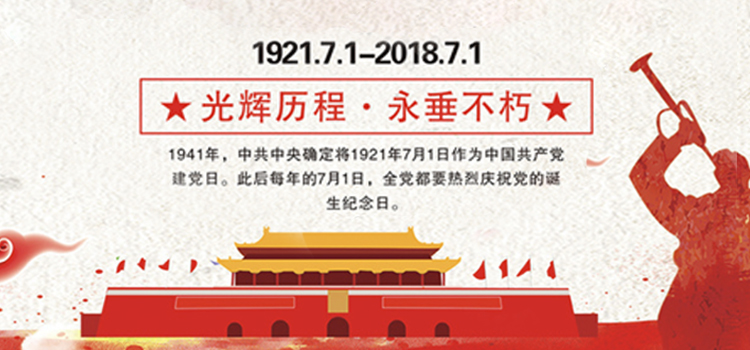 1921.7.1-2018.7.1
★光辉历程·永垂不朽★
1941年，中共中央确定将1921年7月1日作为中国共产党
建党日。此后每年的7月1日，全党都要热烈庆祝党的诞
生纪念日。